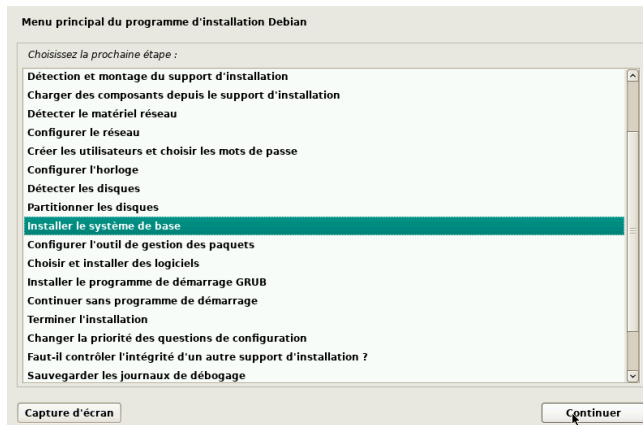 Menu principal du programme d'installation Debian
Choisissez la prochaine étape :
Détection et montage du support d'installation
Charger des composants depuis le support d'installation
Détecter le matériel réseau
Configurer le réseau
Créer les utilisateurs et choisir les mots de passe
Configurer l'horloge
Détecter les disques
Partitionner les disques
Installer le système de base
Configurer l'outil de gestion des paquets
Choisir et installer des logiciels
Installer le programme de démarrage GRUB
Continuer sans programme de démarrage
Terminer l'installation
Changer la priorité des questions de configuration
Faut-il contrôler l'intégrité d'un autre support d'installation ?
Sauvegarder les journaux de débogage
Capture d'écran
Continuer